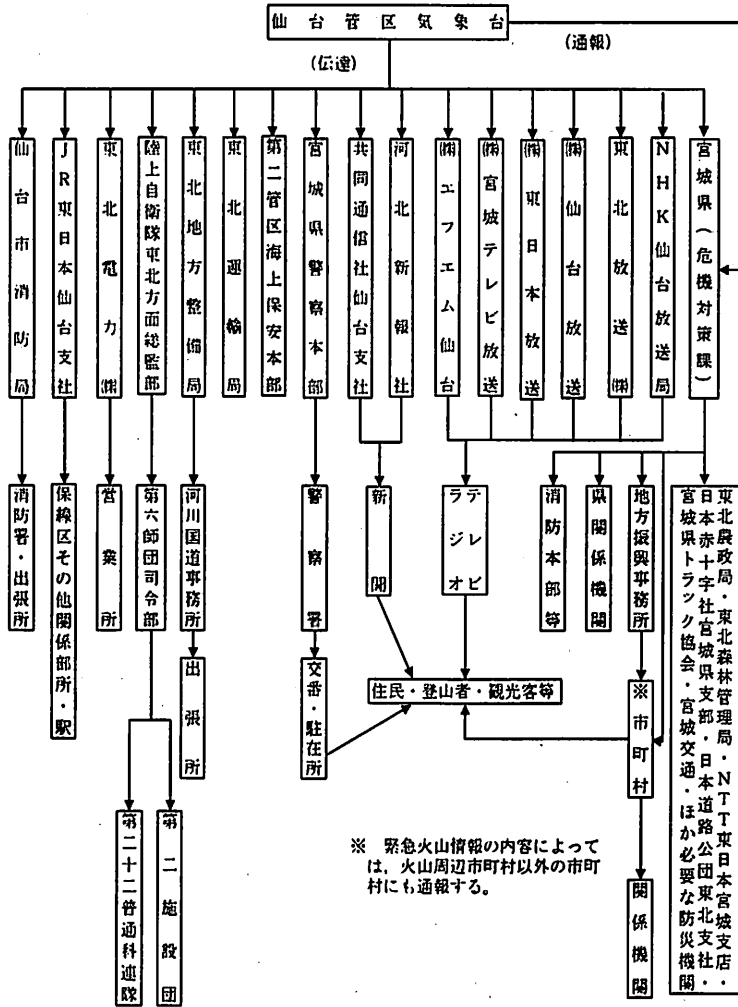 仙台管区気象台
(通報)
(伝達)
仙台市消防局
JR東日本仙台支社
東北電力㈱
陸上自衛隊東北方面総監部
東北地方整備局
東北運輸局
第二管区海上保安本部
宮城県警察本部
共同通信社仙台支社
河北新報社
㈱エフエム仙台
㈱宮城テレビ放送
㈱東日本放送
㈱仙台放送
東北放送㈱
NHK仙台放送局
宮城県(危機対策課)
消防署・出張所
保線区その他関係部所・駅
営業所
第六師団司令部
河川国道事務所
警察署
新聞
テレビ
ラジオ
消防本部等
県関係機関
地方振興事務所
東北農政局・東北森林管理局・NTT東日本宮城支店・
日本赤十字社宮城県支部・日本道路公団東北支社・
宮城県トラック協会・宮城交通・ほか必要な防災機関
出張所
交番・駐在所
住民・登山者・観光客等
※市町村
第二十二普通科連隊
第二施設団
※ 緊急火山情報の内容によって
は,火山周辺市町村以外の市町
村にも通報する。
関係機関